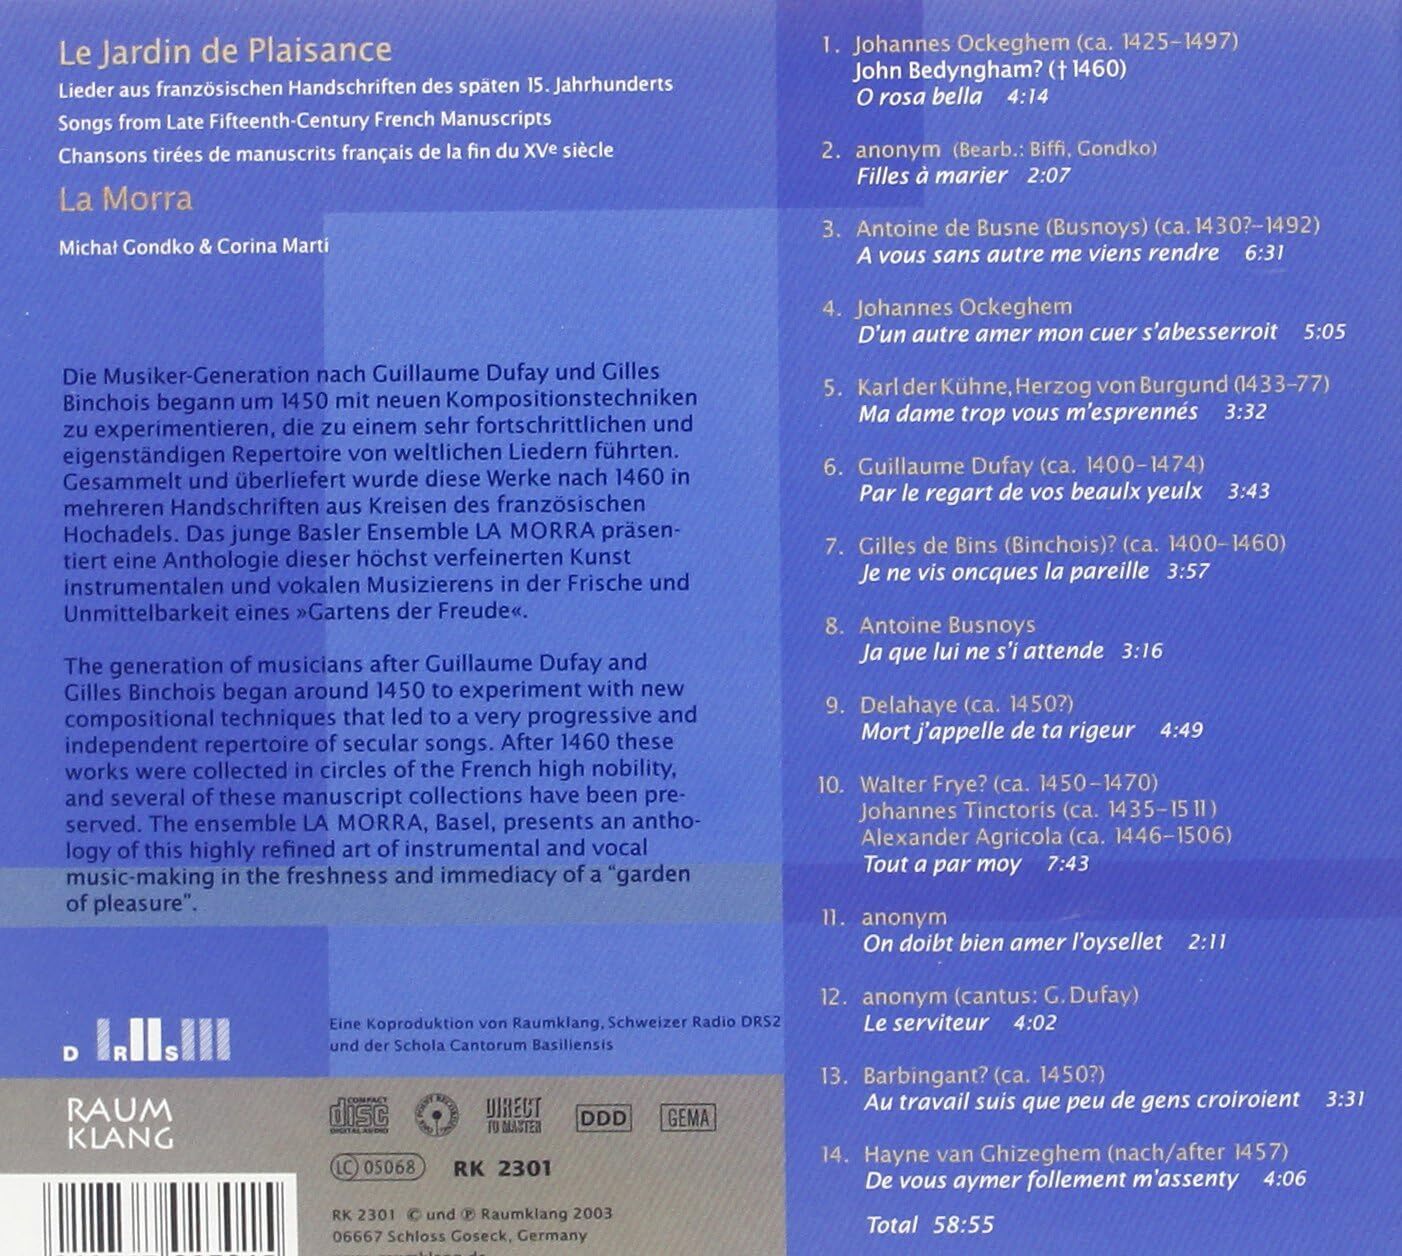 Le Jardin de Plaisance
Lieder aus französischen Handschriften des späten 15. Jahrhunderts
Songs from Late Fifteenth-Century French Manuscripts
Chansons tirées de manuscrits français de la fin du XVe siècle
La Morra
Michał Gondko & Corina Marti
Die Musiker-Generation nach Guillaume Dufay und Gilles
Binchois begann um 1450 mit neuen Kompositionstechniken
zu experimentieren, die zu einem sehr fortschrittlichen und
eigenständigen Repertoire von weltlichen Liedern führten.
Gesammelt und überliefert wurde diese Werke nach 1460 in
mehreren Handschriften aus Kreisen des französischen
Hochadels. Das junge Basler Ensemble LA MORRA präsen-
tiert eine Anthologie dieser höchst verfeinerten Kunst
instrumentalen und vokalen Musizierens in der Frische und
Unmittelbarkeit eines »Gartens der Freude«.
The generation of musicians after Guillaume Dufay and
Gilles Binchois began around 1450 to experiment with new
compositional techniques that led to a very progressive and
independent repertoire of secular songs. After 1460 these
works were collected in circles of the French high nobility,
and several of these manuscript collections have been pre-
served. The ensemble LA MORRA, Basel, presents an antho-
logy of this highly refined art of instrumental and vocal
music-making in the freshness and immediacy of a "garden
of pleasure".
D R S
Eine Koproduktion von Raumklang, Schweizer Radio DRS2
und der Schola Cantorum Basiliensis
RAUM
KLANG
COMPACT
disc
DIGITAL AUDIO
DIRECT
TO MASTER
DDD
GEMA
LC 05068
RK 2301
RK 2301 © und ℗ Raumklang 2003
06667 Schloss Goseck, Germany
1. Johannes Ockeghem (ca. 1425–1497)
John Bedyngham? († 1460)
O rosa bella 4:14
2. anonym (Bearb.: Biffi, Gondko)
Filles à marier 2:07
3. Antoine de Busne (Busnoys) (ca. 1430?–1492)
A vous sans autre me viens rendre 6:31
4. Johannes Ockeghem
D'un autre amer mon cuer s'abesserroit 5:05
5. Karl der Kühne, Herzog von Burgund (1433–77)
Ma dame trop vous m'esprennés 3:32
6. Guillaume Dufay (ca. 1400–1474)
Par le regart de vos beaulx yeulx 3:43
7. Gilles de Bins (Binchois)? (ca. 1400–1460)
Je ne vis oncques la pareille 3:57
8. Antoine Busnoys
Ja que lui ne s'i attende 3:16
9. Delahaye (ca. 1450?)
Mort j'appelle de ta rigeur 4:49
10. Walter Frye? (ca. 1450–1470)
Johannes Tinctoris (ca. 1435–1511)
Alexander Agricola (ca. 1446–1506)
Tout a par moy 7:43
11. anonym
On doibt bien amer l'oysellet 2:11
12. anonym (cantus: G. Dufay)
Le serviteur 4:02
13. Barbingant? (ca. 1450?)
Au travail suis que peu de gens croiroient 3:31
14. Hayne van Ghizeghem (nach/after 1457)
De vous aymer follement m'assenty 4:06
Total 58:55